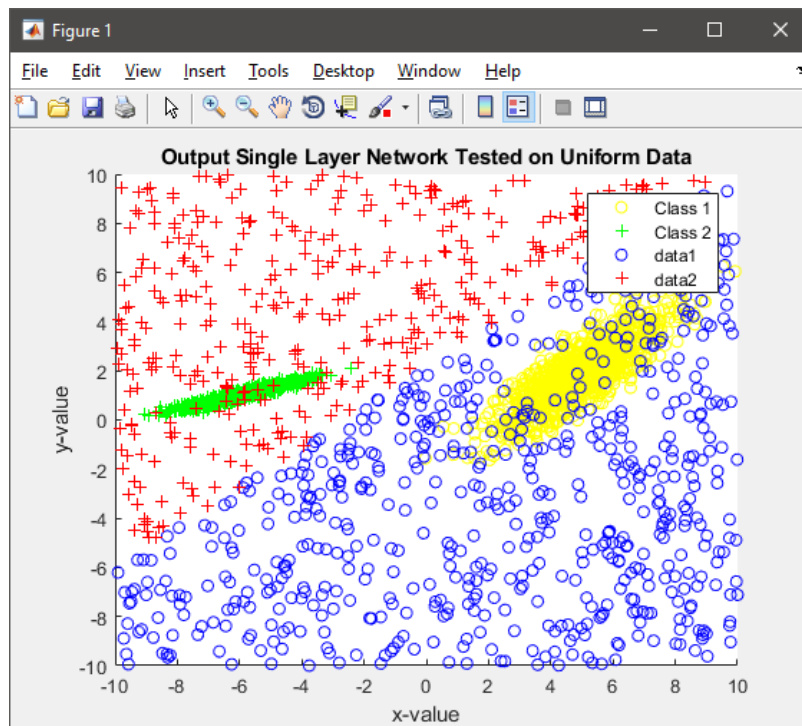 Figure 1
File Edit View Insert Tools Desktop Window Help
Output Single Layer Network Tested on Uniform Data
Class 1
Class 2
data1
data2
10
8
6
4
2
0
-2
-4
-6
-8
-10
y-value
-10 -8 -6 -4 -2 0 2 4 6 8 10
x-value